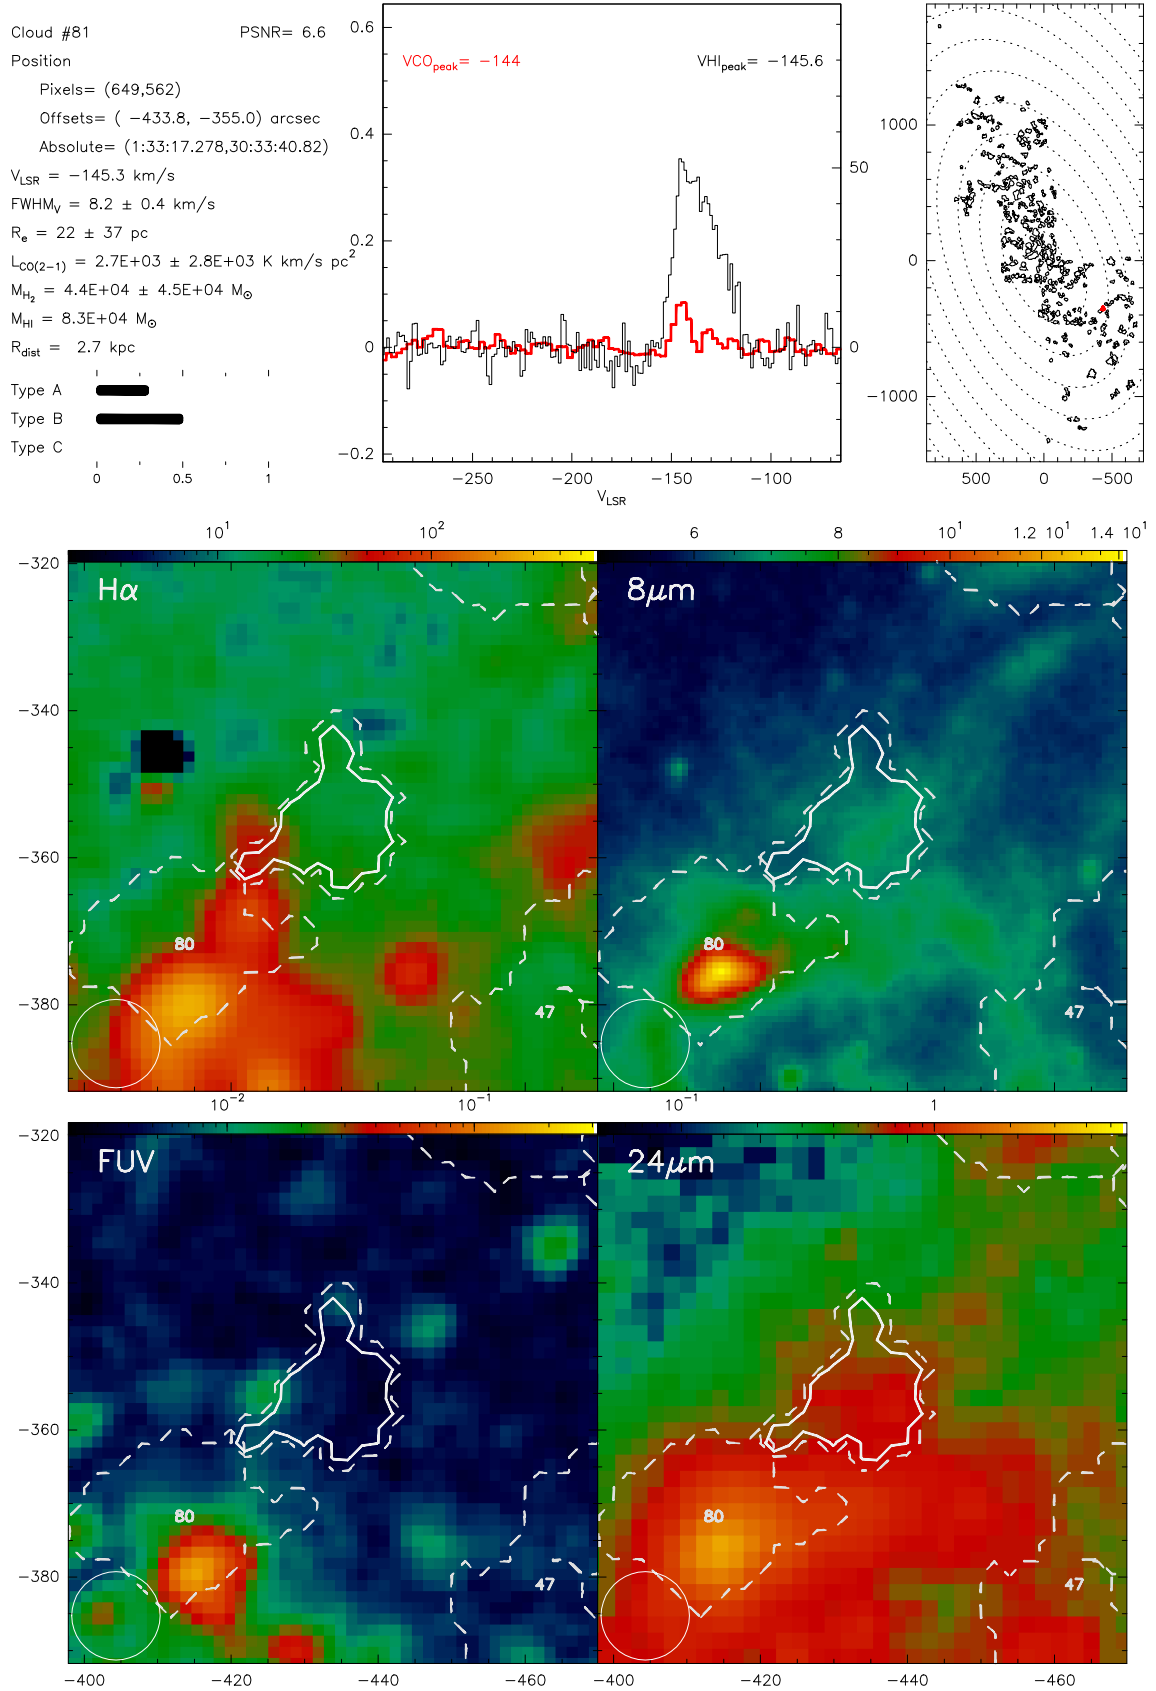 Cloud #81 PSNR= 6.6
Position
Pixels= (649,562)
Offsets= ( −433.8, −355.0) arcsec
Absolute= (1:33:17.278,30:33:40.82)
V_LSR = −145.3 km/s
FWHM_V = 8.2 ± 0.4 km/s
R_e = 22 ± 37 pc
L_CO(2−1) = 2.7E+03 ± 2.8E+03 K km/s pc²
M_H₂ = 4.4E+04 ± 4.5E+04 M⊙
M_HI = 8.3E+04 M⊙
R_dist = 2.7 kpc
Type A
Type B
Type C
0 0.5 1
VCO_peak= −144 VHI_peak= −145.6
0.6
0.4
0.2
0
−0.2
50
0
−250 −200 −150 −100
V_LSR
1000
0
−1000
500 0 −500
10¹ 10²
6 8 10¹ 1.2 10¹ 1.4 10¹
Hα
8μm
−320
−340
−360
−380
80
47
80
47
10⁻² 10⁻¹
10⁻¹ 1
FUV
24μm
−320
−340
−360
−380
80
47
80
47
−400 −420 −440 −460
−400 −420 −440 −460